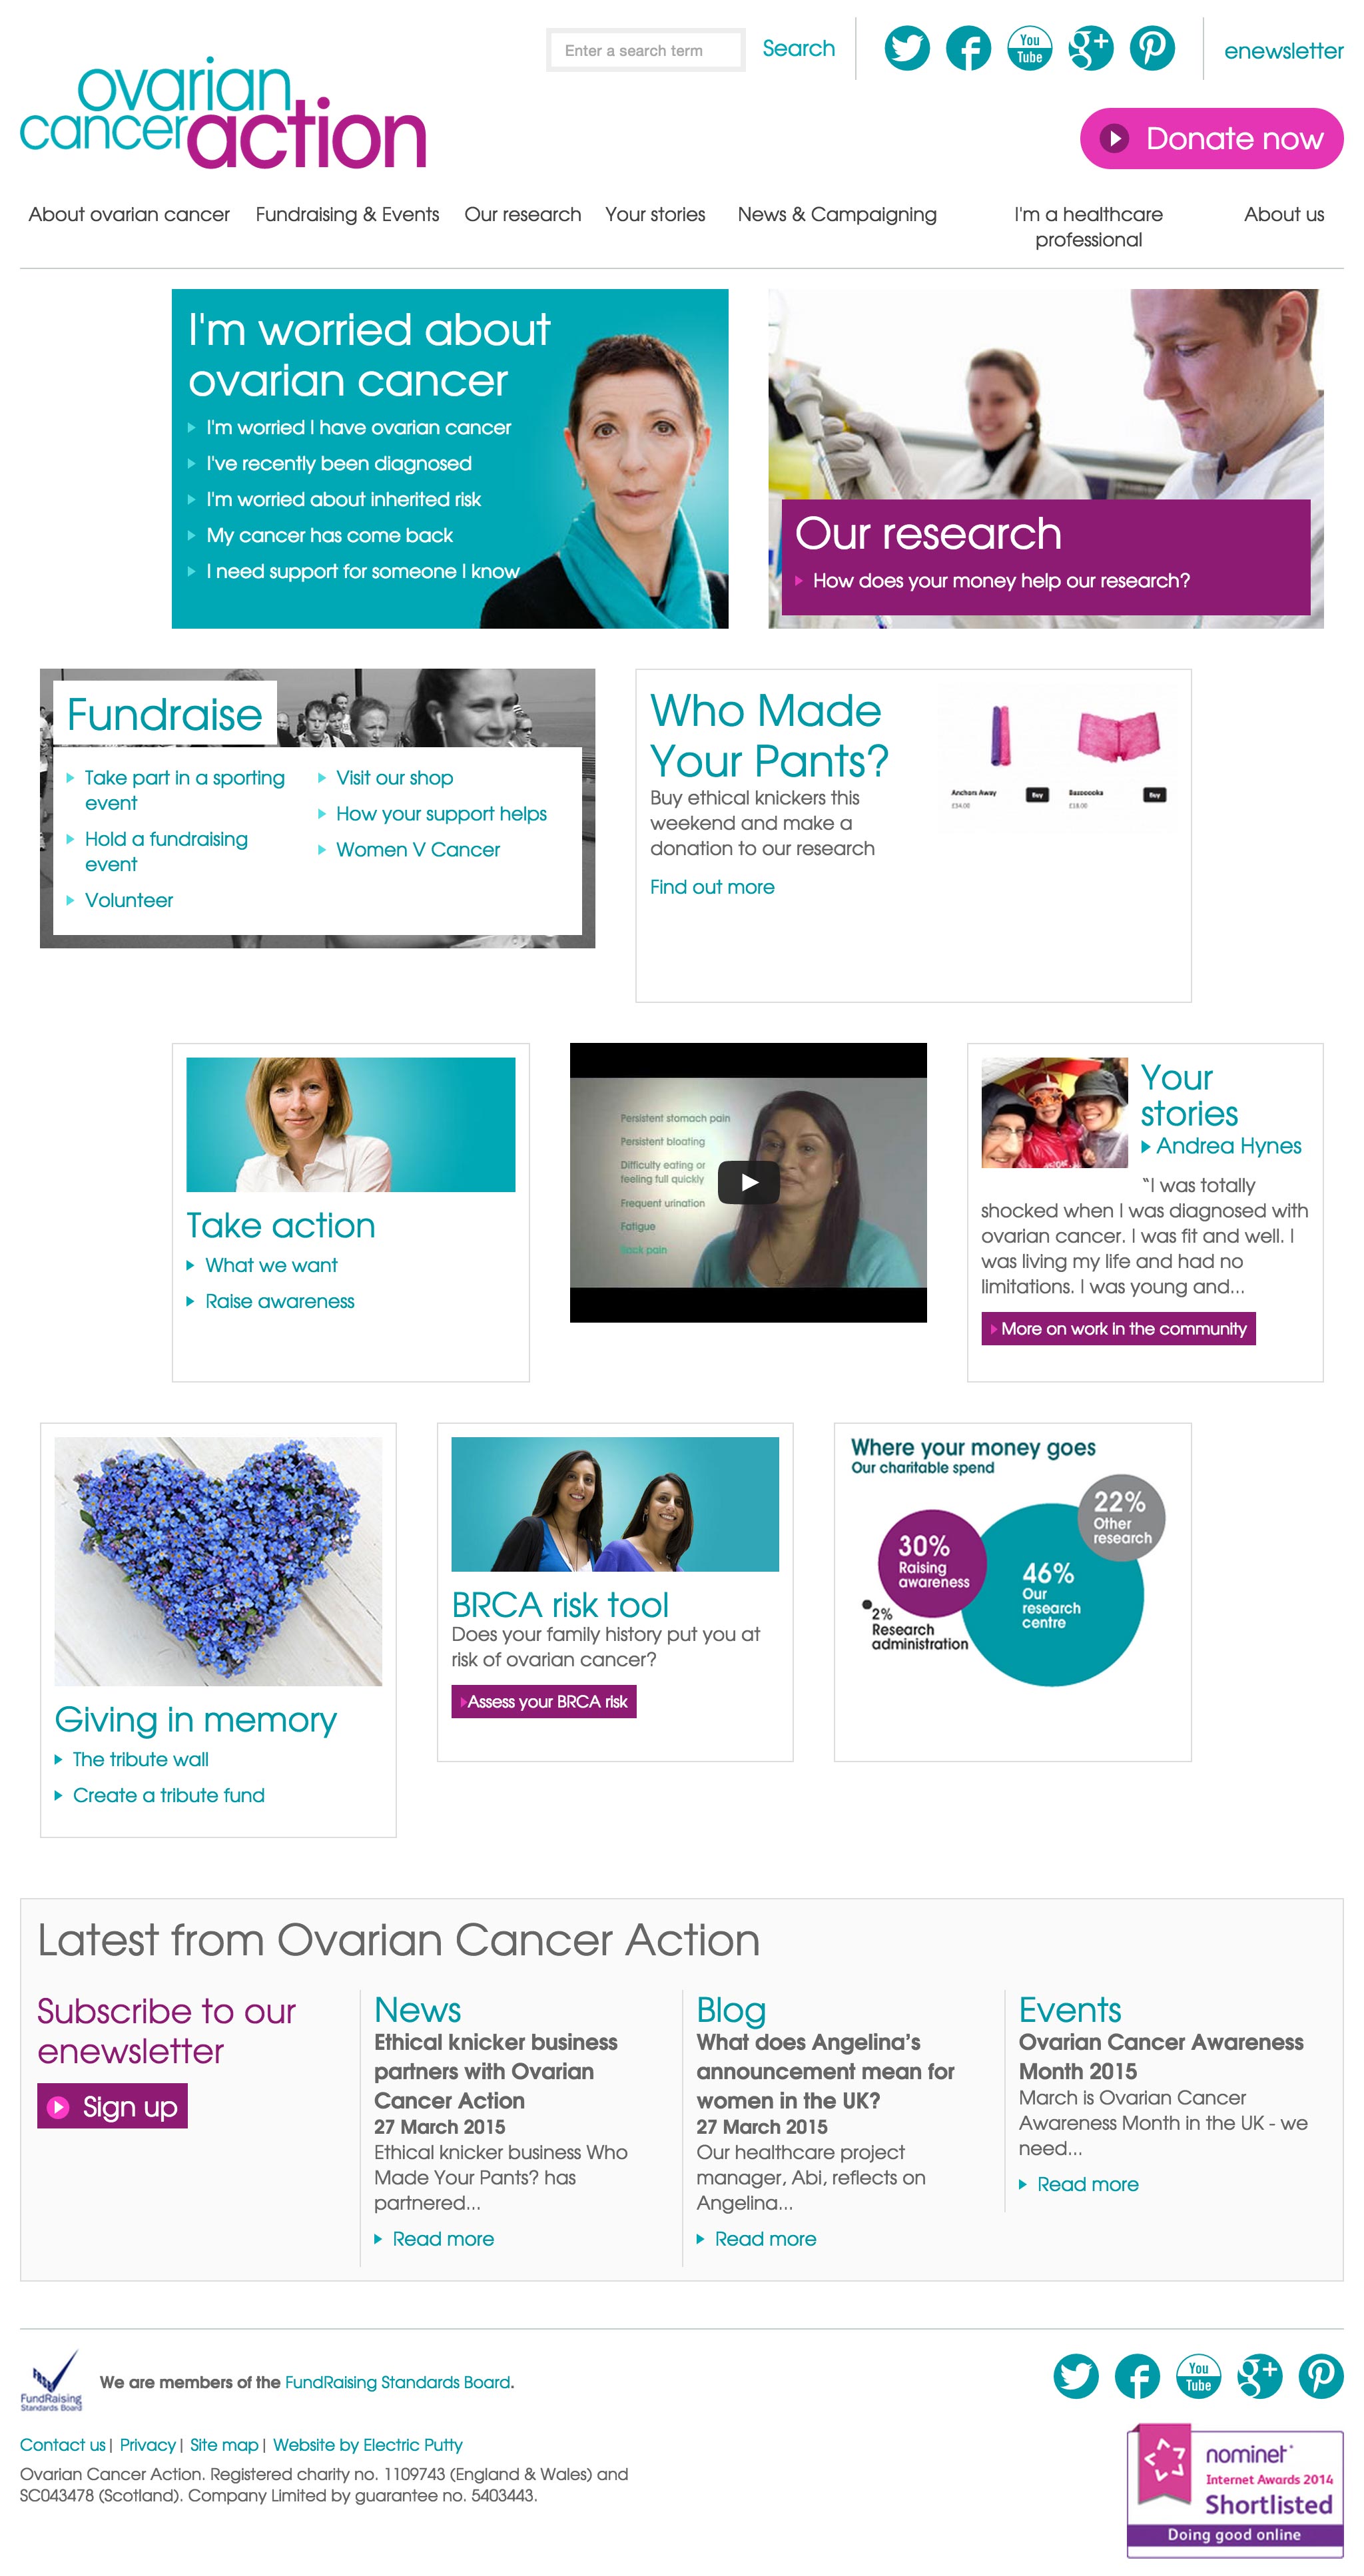 Enter a search term
Search
You
Tube
g+
enewsletter
ovarian
canceraction
Donate now
About ovarian cancer
Fundraising & Events
Our research
Your stories
News & Campaigning
I'm a healthcare
professional
About us
I'm worried about
ovarian cancer
I'm worried I have ovarian cancer
I've recently been diagnosed
I'm worried about inherited risk
My cancer has come back
I need support for someone I know
Our research
How does your money help our research?
Fundraise
Take part in a sporting
event
Hold a fundraising
event
Volunteer
Visit our shop
How your support helps
Women V Cancer
Who Made
Your Pants?
Buy ethical knickers this
weekend and make a
donation to our research
Find out more
Anchors Away
£34.00
Buy
Bazooooka
£18.00
Buy
Take action
What we want
Raise awareness
Persistent stomach pain
Persistent bloating
Difficulty eating or
feeling full quickly
Frequent urination
Fatigue
Back pain
Your
stories
Andrea Hynes
“I was totally
shocked when I was diagnosed with
ovarian cancer. I was fit and well. I
was living my life and had no
limitations. I was young and...
More on work in the community
Giving in memory
The tribute wall
Create a tribute fund
BRCA risk tool
Does your family history put you at
risk of ovarian cancer?
Assess your BRCA risk
Where your money goes
Our charitable spend
22%
Other
research
30%
Raising
awareness
46%
Our
research
centre
2%
Research
administration
Latest from Ovarian Cancer Action
Subscribe to our
enewsletter
Sign up
News
Ethical knicker business
partners with Ovarian
Cancer Action
27 March 2015
Ethical knicker business Who
Made Your Pants? has
partnered...
Read more
Blog
What does Angelina’s
announcement mean for
women in the UK?
27 March 2015
Our healthcare project
manager, Abi, reflects on
Angelina...
Read more
Events
Ovarian Cancer Awareness
Month 2015
March is Ovarian Cancer
Awareness Month in the UK - we
need...
Read more
FundRaising
Standards Board
We are members of the FundRaising Standards Board.
You
Tube
g+
Contact us | Privacy | Site map | Website by Electric Putty
Ovarian Cancer Action. Registered charity no. 1109743 (England & Wales) and
SC043478 (Scotland). Company Limited by guarantee no. 5403443.
nominet
Internet Awards 2014
Shortlisted
Doing good online